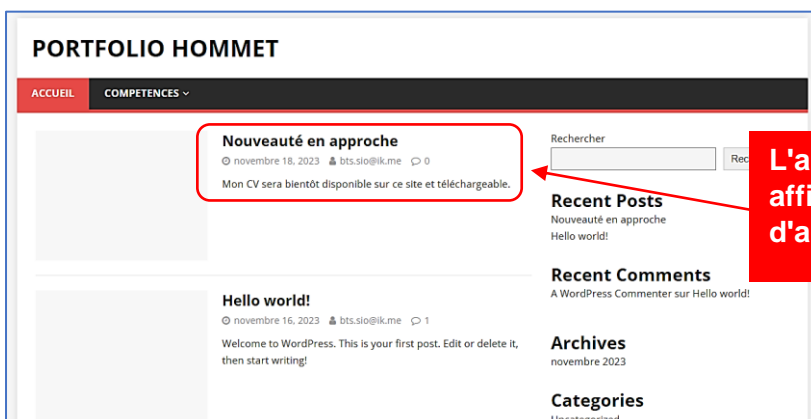 PORTFOLIO HOMMET
ACCUEIL COMPETENCES
Nouveauté en approche
novembre 18, 2023 bts.sio@ik.me 0
Mon CV sera bientôt disponible sur ce site et téléchargeable.
Hello world!
novembre 16, 2023 bts.sio@ik.me 1
Welcome to WordPress. This is your first post. Edit or delete it,
then start writing!
Rechercher
Rec
Recent Posts
Nouveauté en approche
Hello world!
Recent Comments
A WordPress Commenter sur Hello world!
Archives
novembre 2023
Categories
Uncategorized
L'a
affi
d'a